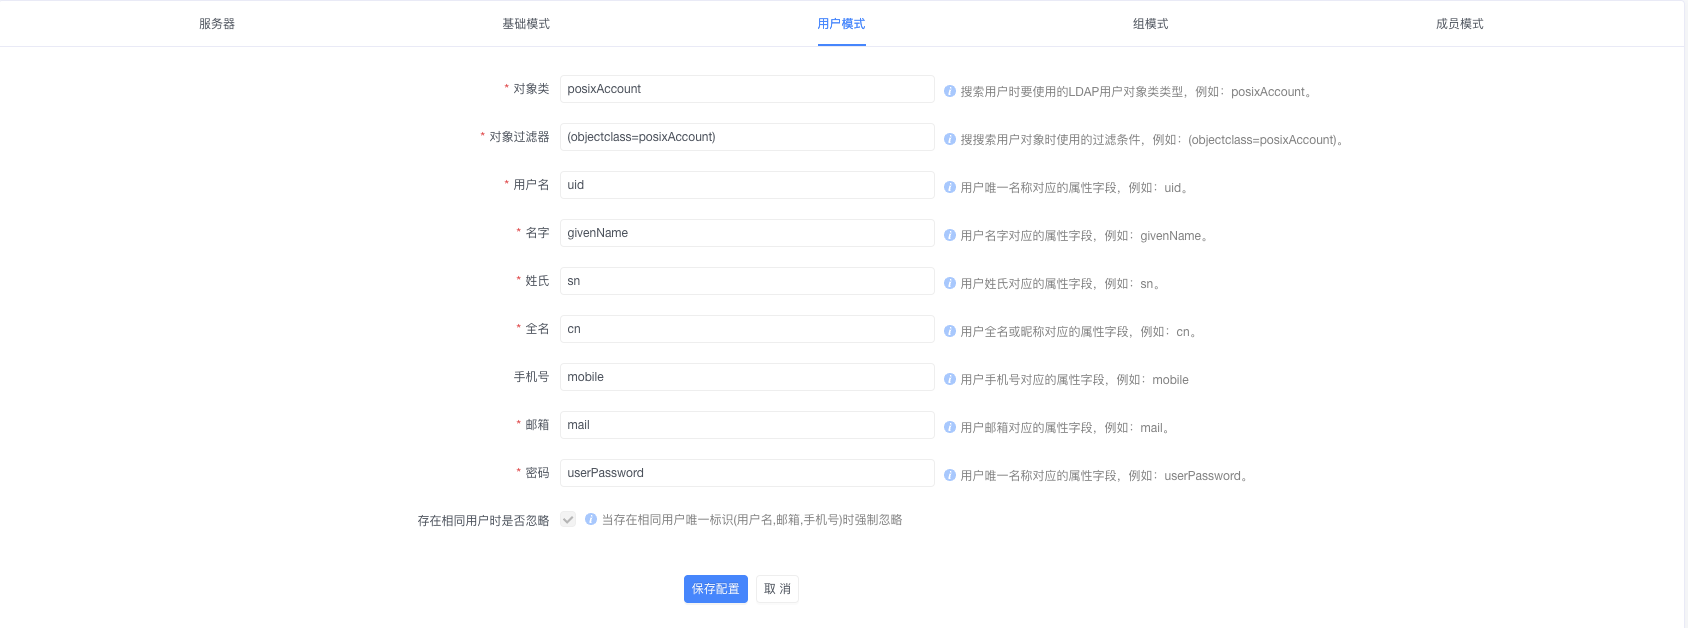 服务器 基础模式 用户模式 组模式 成员模式
* 对象类 posixAccount 搜索用户时要使用的LDAP用户对象类类型，例如：posixAccount。
* 对象过滤器 (objectclass=posixAccount) 搜搜索用户对象时使用的过滤条件，例如：(objectclass=posixAccount)。
* 用户名 uid 用户唯一名称对应的属性字段，例如：uid。
* 名字 givenName 用户名字对应的属性字段，例如：givenName。
* 姓氏 sn 用户姓氏对应的属性字段，例如：sn。
* 全名 cn 用户全名或昵称对应的属性字段，例如：cn。
手机号 mobile 用户手机号对应的属性字段，例如：mobile
* 邮箱 mail 用户邮箱对应的属性字段，例如：mail。
* 密码 userPassword 用户唯一名称对应的属性字段，例如：userPassword。
存在相同用户时是否忽略 当存在相同用户唯一标识(用户名,邮箱,手机号)时强制忽略
保存配置 取 消